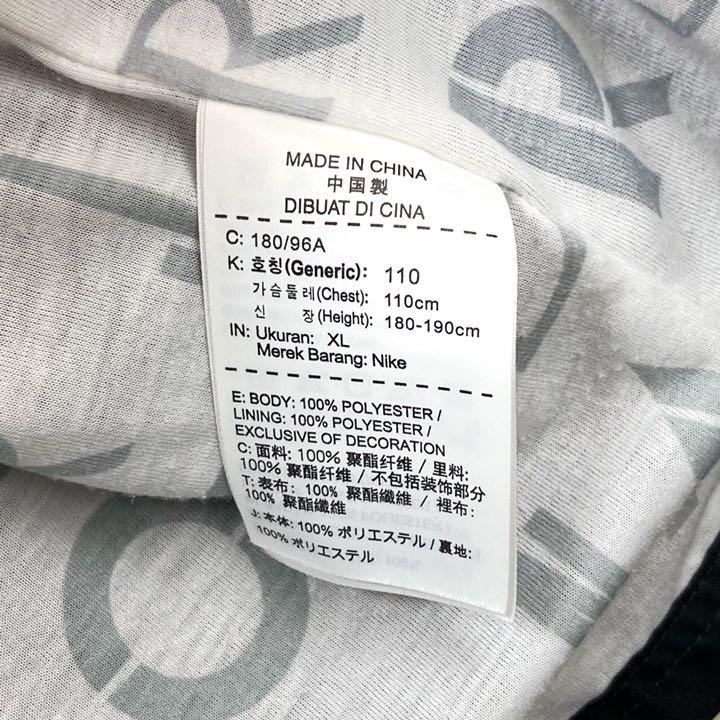 MADE IN CHINA
中国製
DIBUAT DI CINA
C: 180/96A
K: 호칭(Generic): 110
가슴둘레(Chest): 110cm
신 장(Height): 180-190cm
IN: Ukuran: XL
Merek Barang: Nike
E: BODY: 100% POLYESTER /
LINING: 100% POLYESTER /
EXCLUSIVE OF DECORATION
C: 面料: 100% 聚酯纤维 / 里料:
100% 聚酯纤维 / 不包括装饰部分
T: 表布: 100% 聚酯纖維 / 裡布:
100% 聚酯纖維
J: 本体: 100% ポリエステル / 裏地:
100% ポリエステル